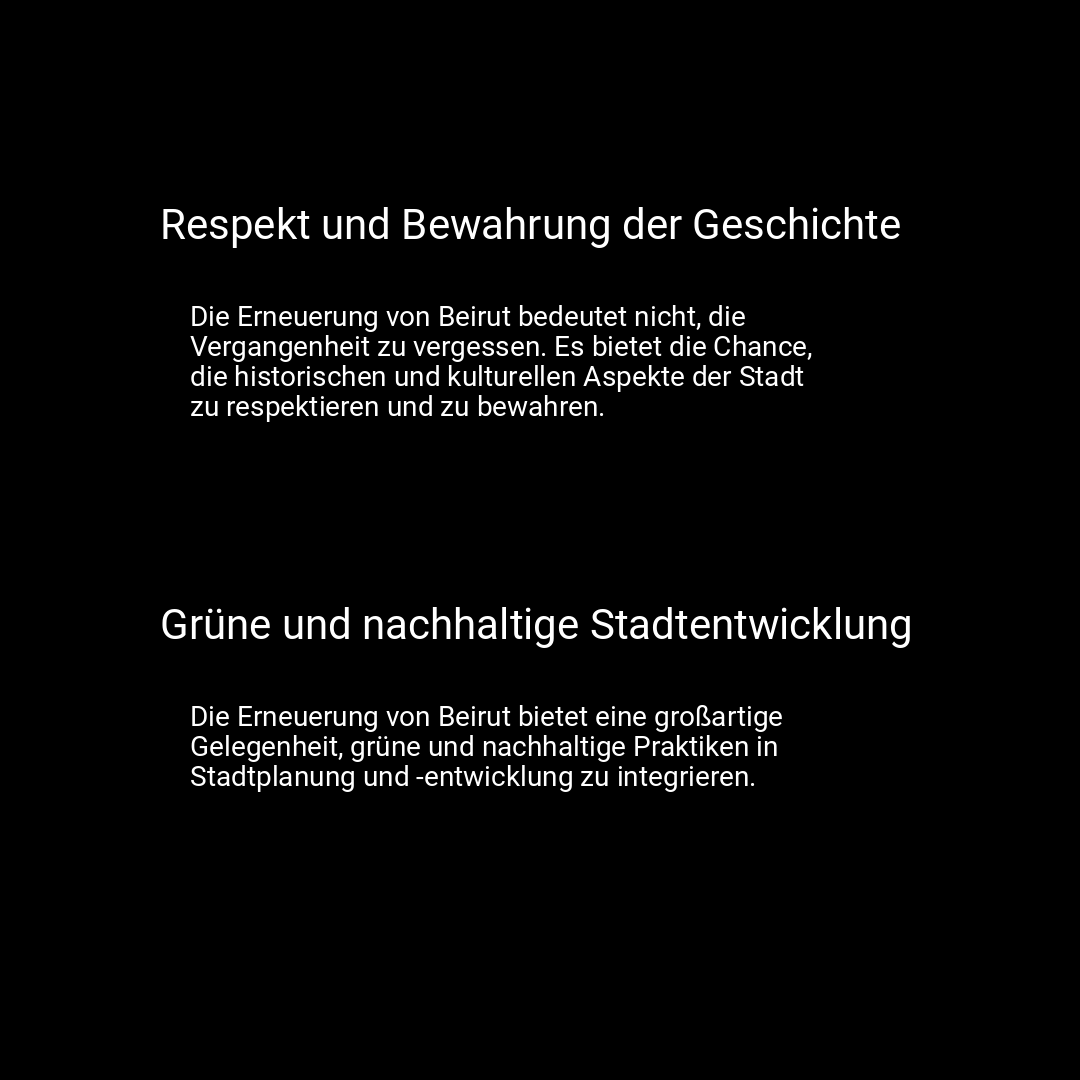 Respekt und Bewahrung der Geschichte
Die Erneuerung von Beirut bedeutet nicht, die
Vergangenheit zu vergessen. Es bietet die Chance,
die historischen und kulturellen Aspekte der Stadt
zu respektieren und zu bewahren.
Grüne und nachhaltige Stadtentwicklung
Die Erneuerung von Beirut bietet eine großartige
Gelegenheit, grüne und nachhaltige Praktiken in
Stadtplanung und -entwicklung zu integrieren.